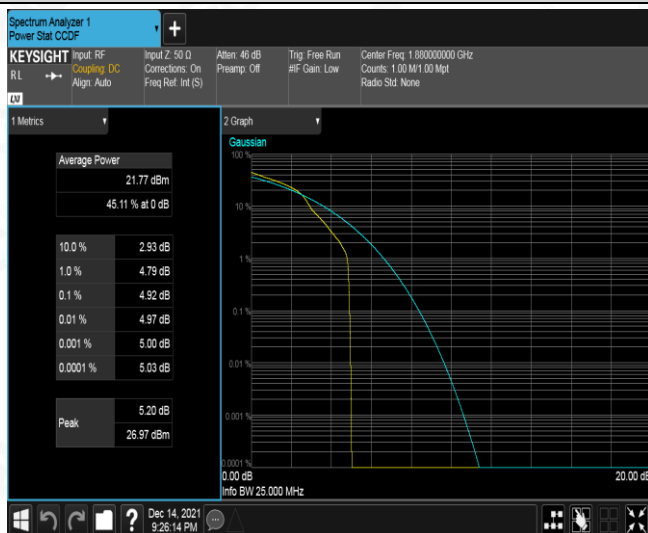 Spectrum Analyzer 1
Power Stat CCDF
KEYSIGHT
RL
LXI
Input: RF
Coupling: DC
Align: Auto
Input Z: 50 Ω
Corrections: On
Freq Ref: Int (S)
Atten: 46 dB
Preamp: Off
Trig: Free Run
#IF Gain: Low
Center Freq: 1.880000000 GHz
Counts: 1.00 M/1.00 Mpt
Radio Std: None
1 Metrics
Average Power
21.77 dBm
45.11 % at 0 dB
10.0 % 2.93 dB
1.0 % 4.79 dB
0.1 % 4.92 dB
0.01 % 4.97 dB
0.001 % 5.00 dB
0.0001 % 5.03 dB
Peak
5.20 dB
26.97 dBm
2 Graph
Gaussian
100 %
10 %
1 %
0.1 %
0.01 %
0.001 %
0.0001 %
0.00 dB
20.00 dB
Info BW 25.000 MHz
Dec 14, 2021
9:26:14 PM